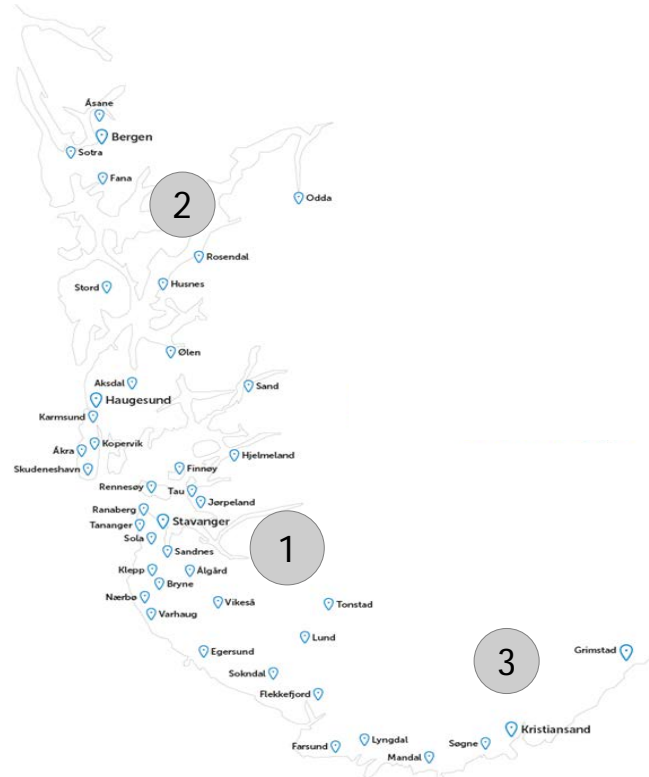 Åsane
Bergen
Sotra
Fana
2
Odda
Rosendal
Stord
Husnes
Ølen
Aksdal
Sand
Haugesund
Karmsund
Kopervik
Åkra
Hjelmeland
Skudeneshavn
Finnøy
Rennesøy
Tau
Jørpeland
Ranaberg
Tananger
Stavanger
Sola
1
Sandnes
Klepp
Ålgård
Bryne
Nærbø
Vikeså
Tonstad
Varhaug
Lund
Egersund
3
Grimstad
Sokndal
Flekkefjord
Kristiansand
Lyngdal
Farsund
Søgne
Mandal